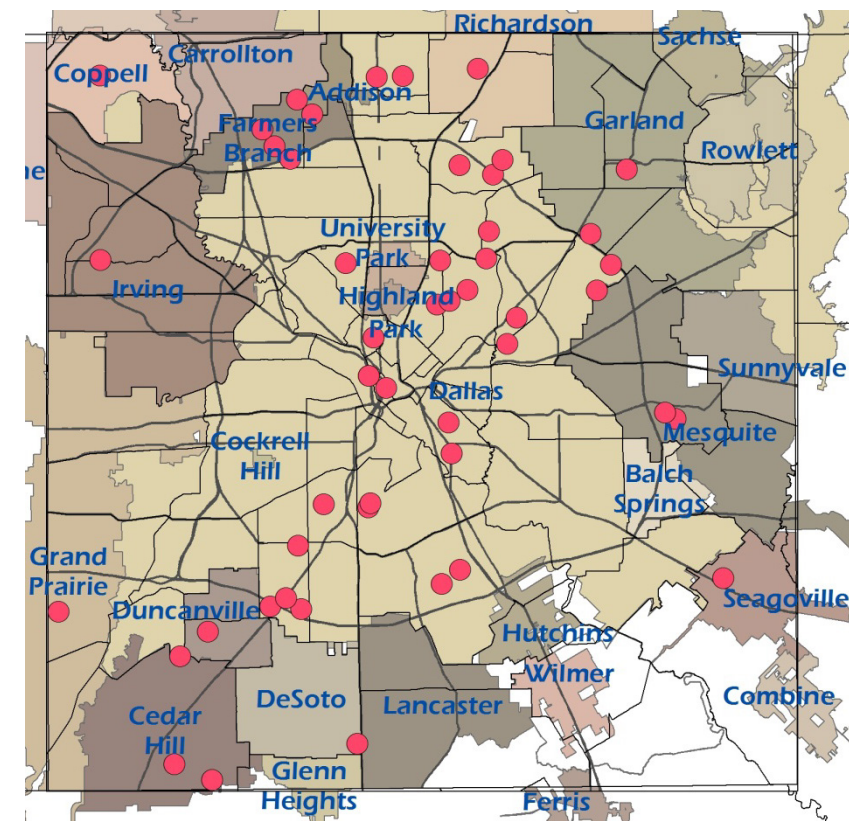 Richardson
Sachse
Carrollton
Coppell
Addison
Farmers
Branch
Garland
Rowlett
ne
University
Park
Irving
Highland
Park
Sunnyvale
Dallas
Cockrell
Hill
Mesquite
Balch
Springs
Grand
Prairie
Duncanville
Seagoville
Hutchins
Wilmer
Combine
DeSoto
Lancaster
Cedar
Hill
Glenn
Heights
Ferris